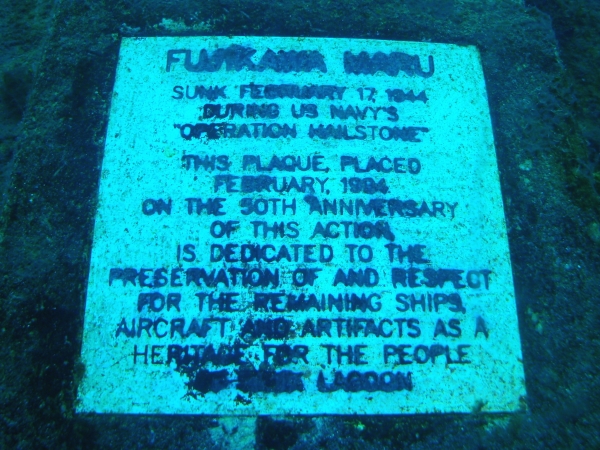 FUJIKAWA MARU
SUNK FEBRUARY 17, 1944
DURING US NAVY'S
"OPERATION HAILSTONE"
THIS PLAQUE, PLACED
FEBRUARY, 1994
ON THE 50TH ANNIVERSARY
OF THIS ACTION,
IS DEDICATED TO THE
PRESERVATION OF AND RESPECT
FOR THE REMAINING SHIPS,
AIRCRAFT AND ARTIFACTS AS A
HERITAGE FOR THE PEOPLE
OF LAGOON